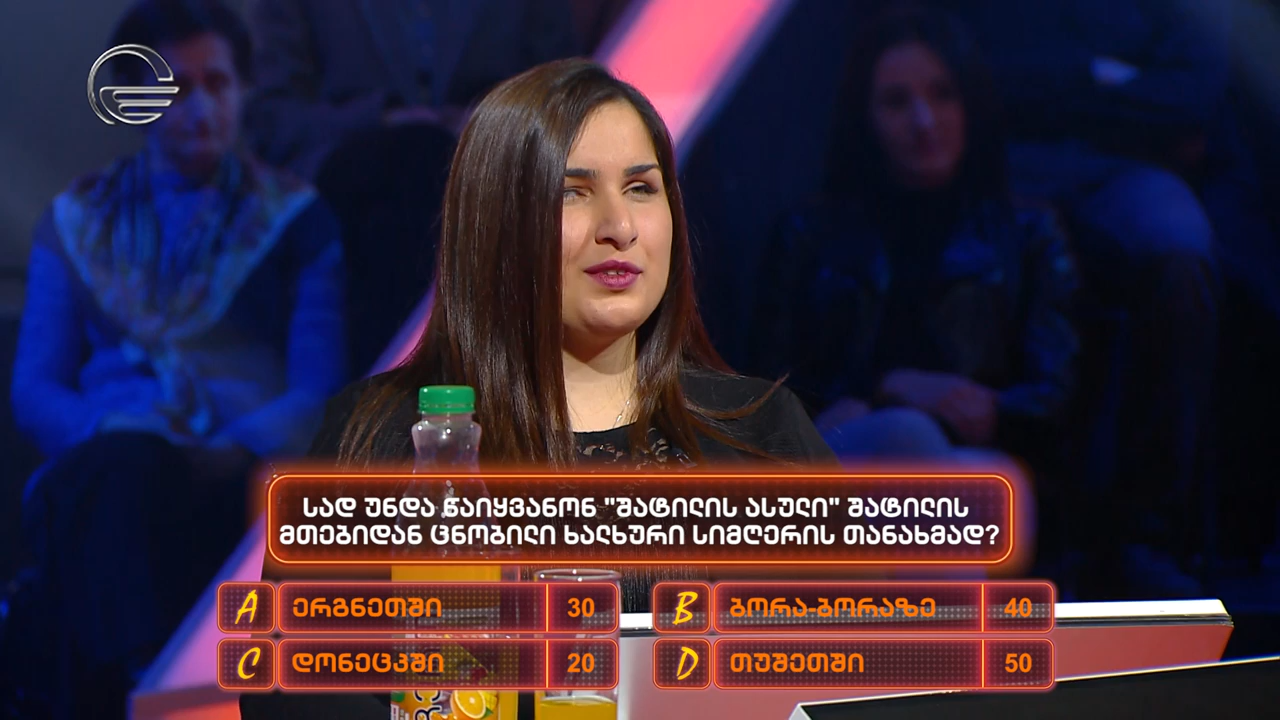 ᲡᲐᲓ ᲣᲜᲓᲐ ᲬᲐᲘᲧᲕᲐᲜᲝᲜ "ᲨᲐᲢᲘᲚᲘᲡ ᲐᲡᲣᲚᲘ" ᲨᲐᲢᲘᲚᲘᲡ
ᲛᲗᲔᲑᲘᲓᲐᲜ ᲪᲜᲝᲑᲘᲚᲘ ᲮᲐᲚᲮᲣᲠᲘ ᲡᲘᲛᲦᲔᲠᲘᲡ ᲗᲐᲜᲐᲮᲛᲐᲓ?
A ᲔᲠᲒᲜᲔᲗᲨᲘ 30
B ᲑᲝᲠᲐ-ᲑᲝᲠᲐᲖᲔ 40
C ᲓᲝᲜᲔᲪᲙᲨᲘ 20
D ᲗᲣᲨᲔᲗᲨᲘ 50